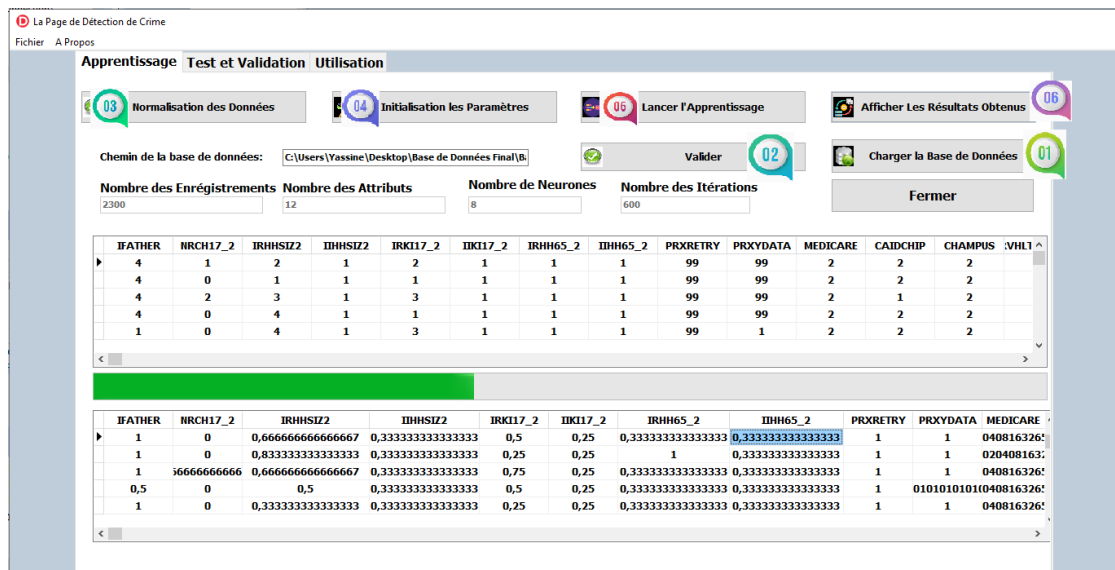 La Page de Détection de Crime
Fichier A Propos
Apprentissage Test et Validation Utilisation
03 Normalisation des Données 04 Initialisation les Paramètres 05 Lancer l'Apprentissage Afficher Les Résultats Obtenus 06
Chemin de la base de données: C:\Users\Yassine\Desktop\Base de Données Final\Ba Valider 02 Charger la Base de Données 01
Nombre des Enrégistrements Nombre des Attributs Nombre de Neurones Nombre des Itérations Fermer
2300 12 8 600
IFATHER NRCH17_2 IRHHSIZ2 IIHHSIZ2 IRKI17_2 IIKI17_2 IRHH65_2 IIHH65_2 PRXRETRY PRXYDATA MEDICARE CAIDCHIP CHAMPUS
4 1 2 1 2 1 1 1 99 99 2 2 2
4 0 1 1 1 1 1 1 99 99 2 2 2
4 2 3 1 3 1 1 1 99 99 2 1 2
4 0 4 1 1 1 1 1 99 99 2 2 2
1 0 4 1 3 1 1 1 99 1 2 2 2
IFATHER NRCH17_2 IRHHSIZ2 IIHHSIZ2 IRKI17_2 IIKI17_2 IRHH65_2 IIHH65_2 PRXRETRY PRXYDATA MEDICARE
1 0 0,666666666666667 0,333333333333333 0,5 0,25 0,333333333333333 0,333333333333333 1 1 040816326
1 0 0,833333333333333 0,333333333333333 0,25 0,25 1 0,333333333333333 1 1 02040816
1 66666666666 0,666666666666667 0,333333333333333 0,75 0,25 0,333333333333333 0,333333333333333 1 1 040816326
0,5 0 0,5 0,333333333333333 0,5 0,25 0,333333333333333 0,333333333333333 1 0101010101 040816326
1 0 0,333333333333333 0,333333333333333 0,25 0,25 0,333333333333333 0,333333333333333 1 1 040816326